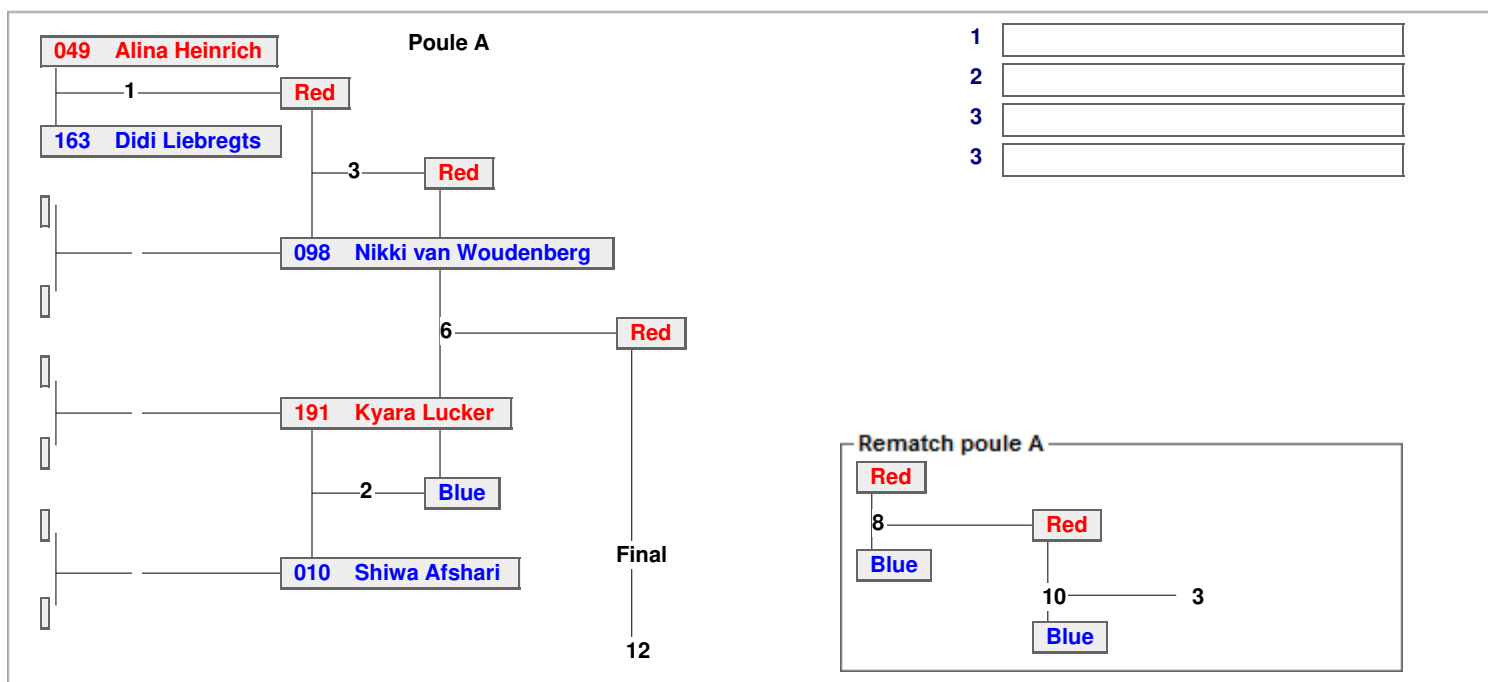 049 Alina Heinrich
Poule A
1
Red
163 Didi Liebregts
3
Red
098 Nikki van Woudenberg
6
Red
191 Kyara Lucker
2
Blue
010 Shiwa Afshari
Final
12
1
2
3
3
Rematch poule A
Red
8
Red
Blue
10
3
Blue